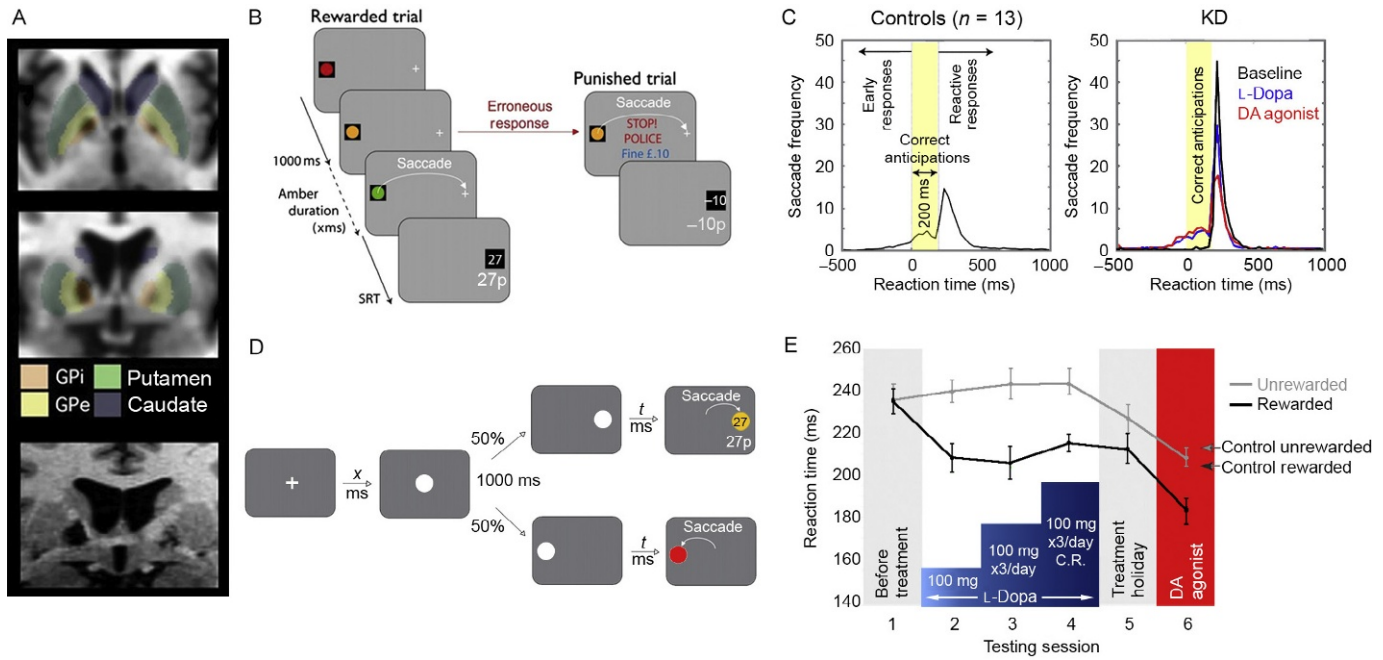 A
GPi
Putamen
GPe
Caudate
B
Rewarded trial
1000 ms
Amber
duration
(xms)
SRT
Saccade
27
27p
Erroneous
response
Punished trial
Saccade
STOP!
POLICE
Fine £.10
−10
−10p
C
Controls (n = 13)
Saccade frequency
50
40
30
20
10
0
−500
0
500
1000
Reaction time (ms)
Early
responses
Reactive
responses
Correct
anticipations
200 ms
KD
Saccade frequency
50
40
30
20
10
0
−500
0
500
1000
Reaction time (ms)
Correct anticipations
Baseline
L-Dopa
DA agonist
D
x
ms
50%
1000 ms
50%
t
ms
Saccade
27
27p
t
ms
Saccade
E
Reaction time (ms)
260
240
220
200
180
160
140
Before
treatment
100 mg
100 mg
x3/day
100 mg
x3/day
C.R.
L-Dopa
Treatment
holiday
DA
agonist
Unrewarded
Rewarded
Control unrewarded
Control rewarded
1
2
3
4
5
6
Testing session